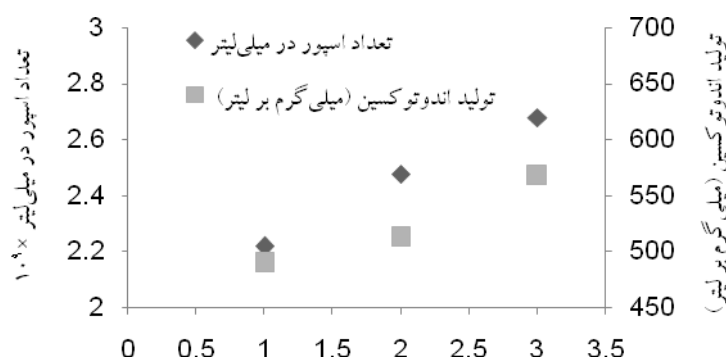 تعداد اسپور در میلی‌لیتر
تولید اندوتوکسین (میلی‌گرم بر لیتر)
تعداد اسپور در میلی‌لیتر ×۱۰⁹
3
2.8
2.6
2.4
2.2
2
700
650
600
550
500
450
تولید اندوتوکسین (میلی گرم بر لیتر)
0 0.5 1 1.5 2 2.5 3 3.5